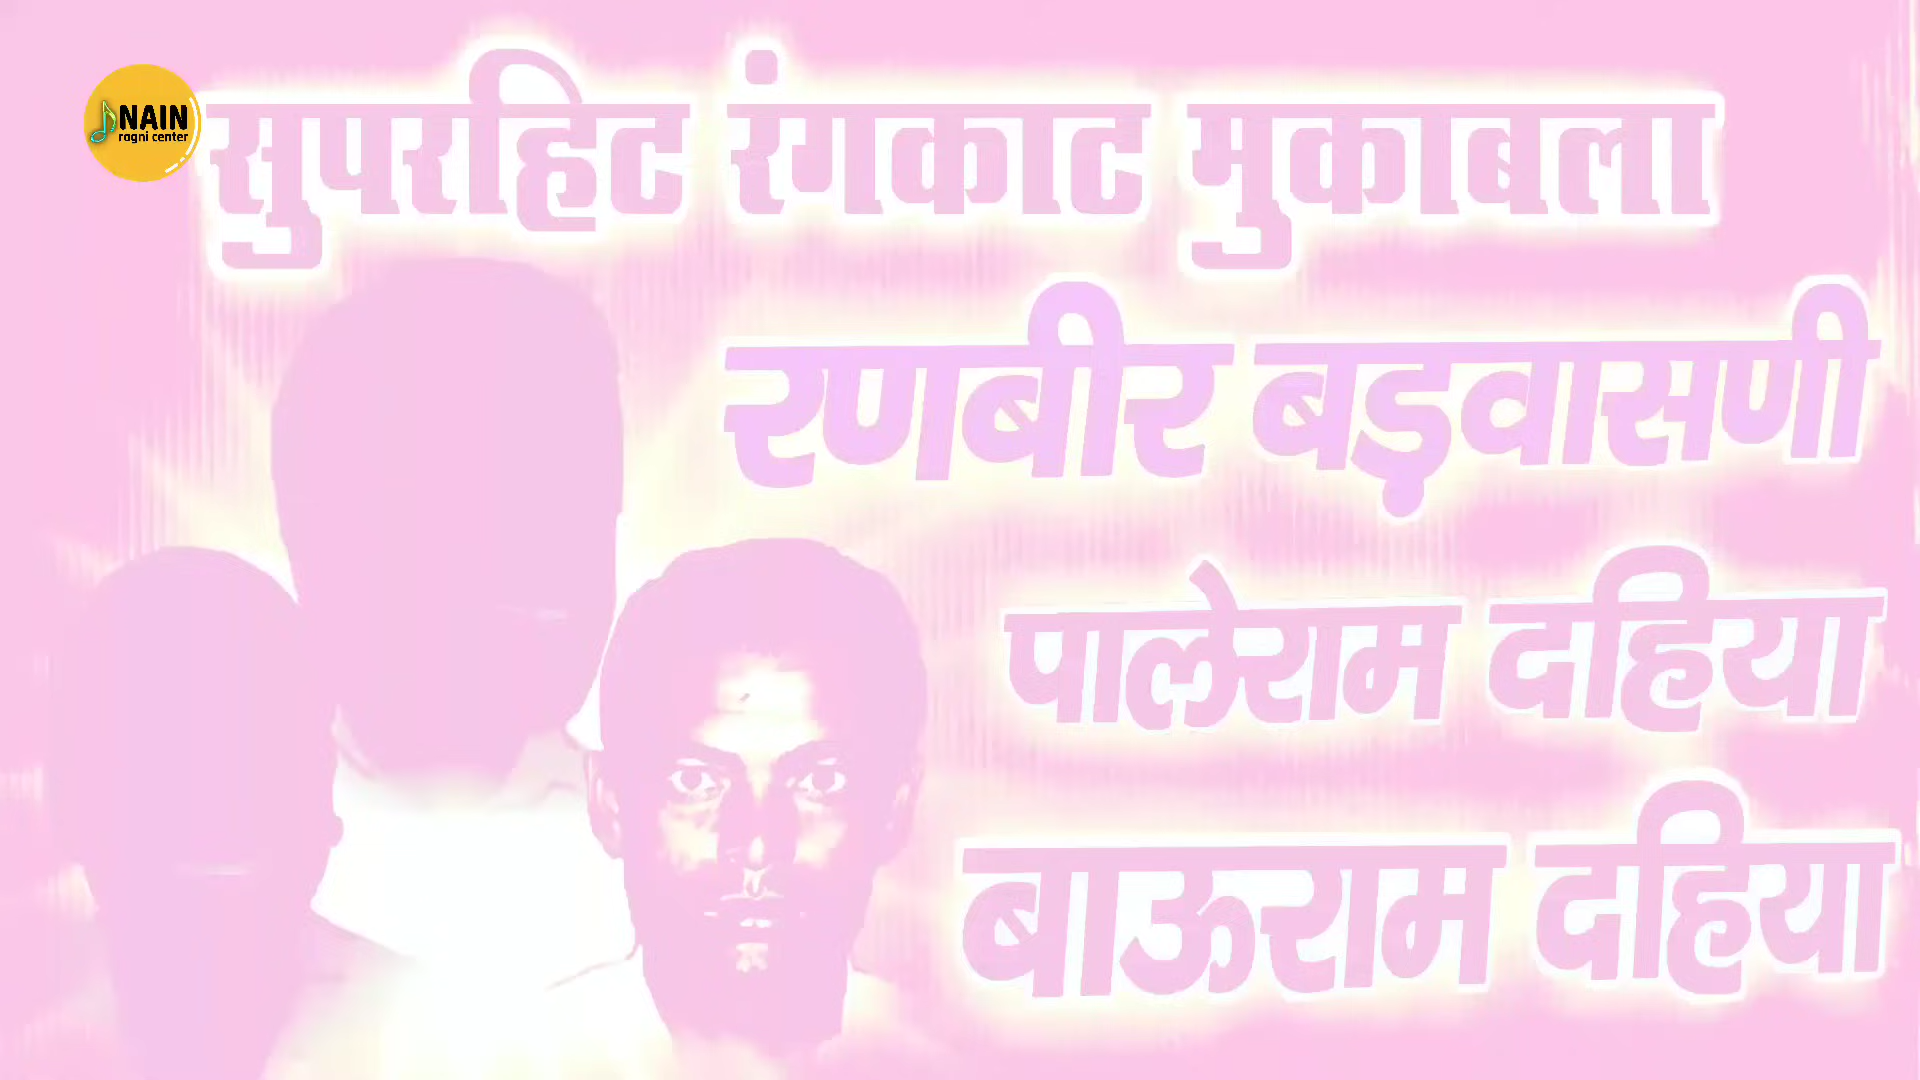 NAIN
ragni center
सुपरहिट रंगकाट मुकाबला
रणबीर बड़वासणी
पालेराम दहिया
बाऊराम दहिया